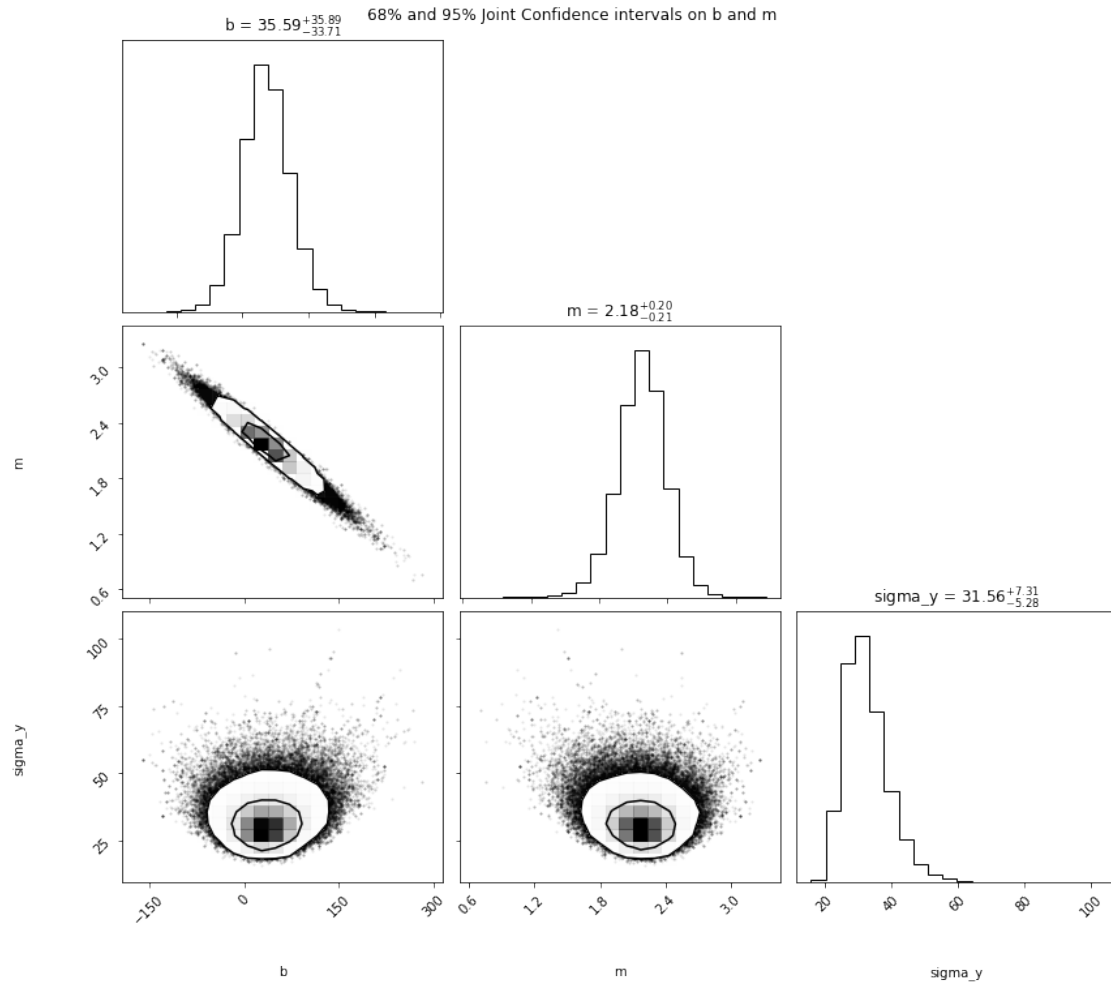 68% and 95% Joint Confidence intervals on b and m
b = 35.59+35.89−33.71
m = 2.18+0.20−0.21
3.0
2.4
1.8
1.2
0.6
m
sigma_y = 31.56+7.31−5.28
100
75
50
25
sigma_y
−150 0 150 300 0.6 1.2 1.8 2.4 3.0 20 40 60 80 100
b m sigma_y